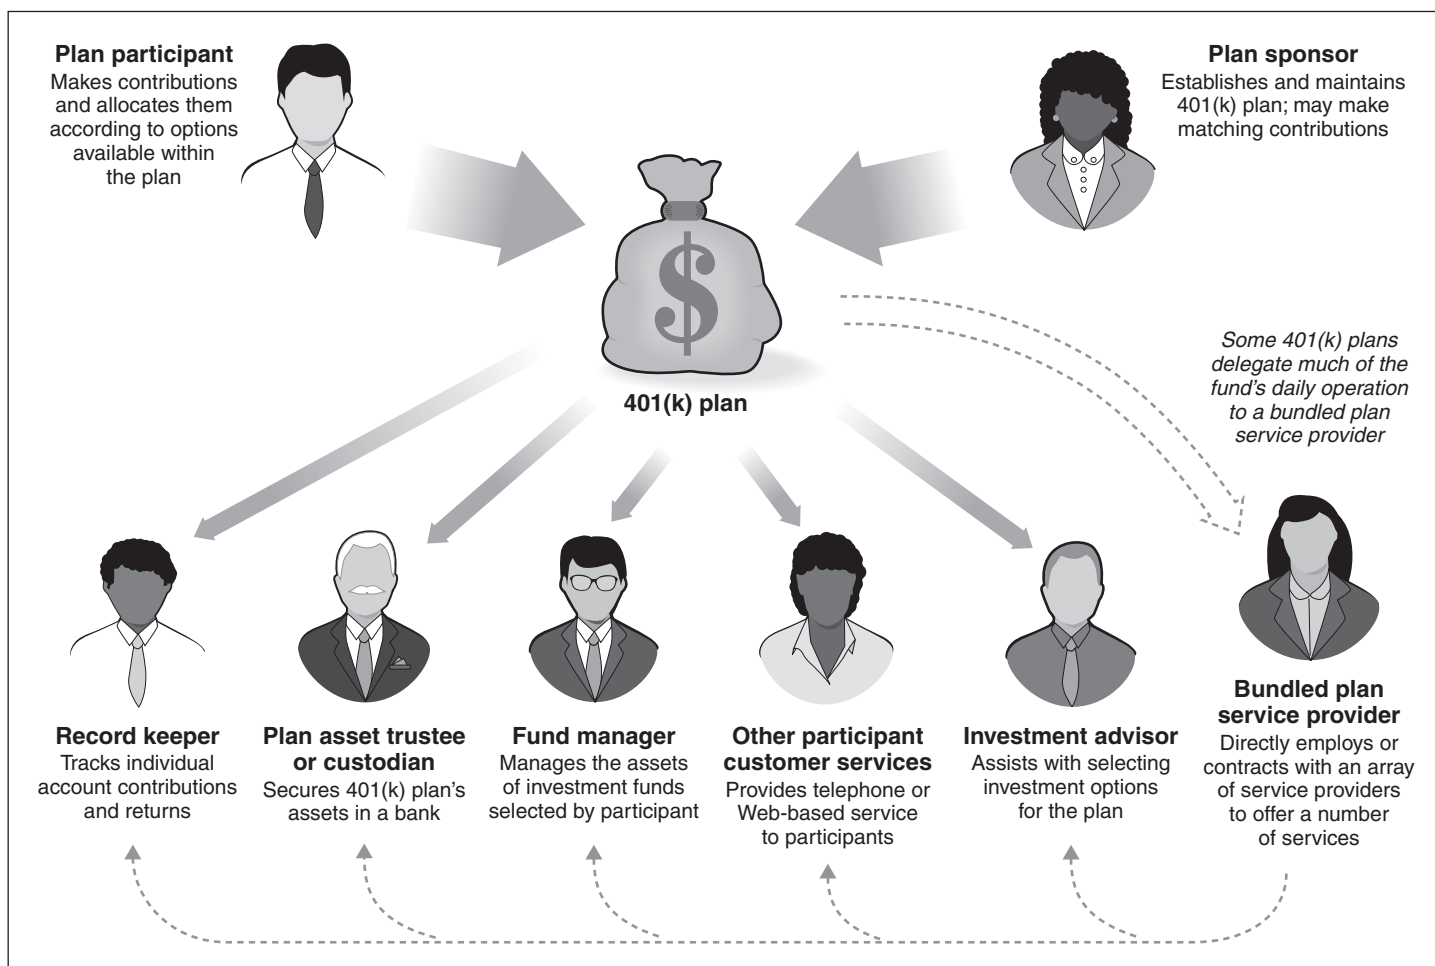 Plan participant
Makes contributions
and allocates them
according to options
available within
the plan
Plan sponsor
Establishes and maintains
401(k) plan; may make
matching contributions
$
401(k) plan
Some 401(k) plans
delegate much of the
fund's daily operation
to a bundled plan
service provider
Record keeper
Tracks individual
account contributions
and returns
Plan asset trustee
or custodian
Secures 401(k) plan's
assets in a bank
Fund manager
Manages the assets
of investment funds
selected by participant
Other participant
customer services
Provides telephone or
Web-based service
to participants
Investment advisor
Assists with selecting
investment options
for the plan
Bundled plan
service provider
Directly employs or
contracts with an array
of service providers
to offer a number
of services